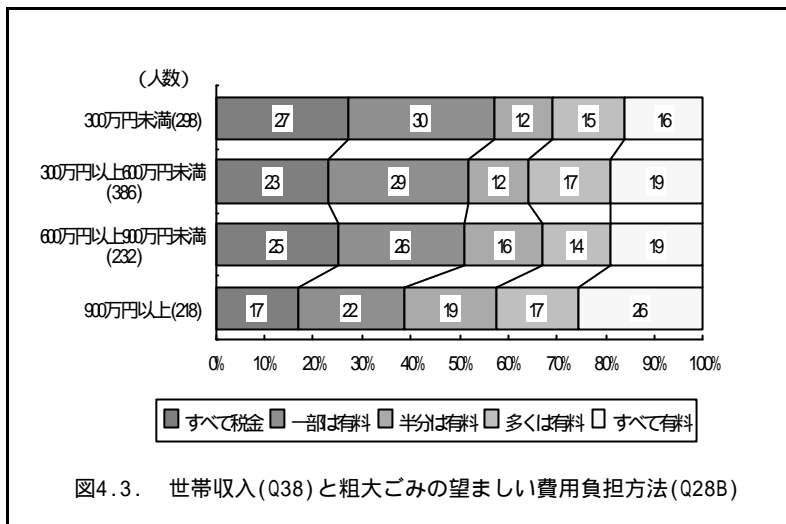 (人数)
300万円未満(298)
27 30 12 15 16
300万円以上600万円未満
(386)
23 29 12 17 19
600万円以上900万円未満
(232)
25 26 16 14 19
900万円以上(218)
17 22 19 17 26
0% 10% 20% 30% 40% 50% 60% 70% 80% 90% 100%
すべて税金 一部は有料 半分は有料 多くは有料 すべて有料
図4.3. 世帯収入(Q38)と粗大ごみの望ましい費用負担方法(Q28B)